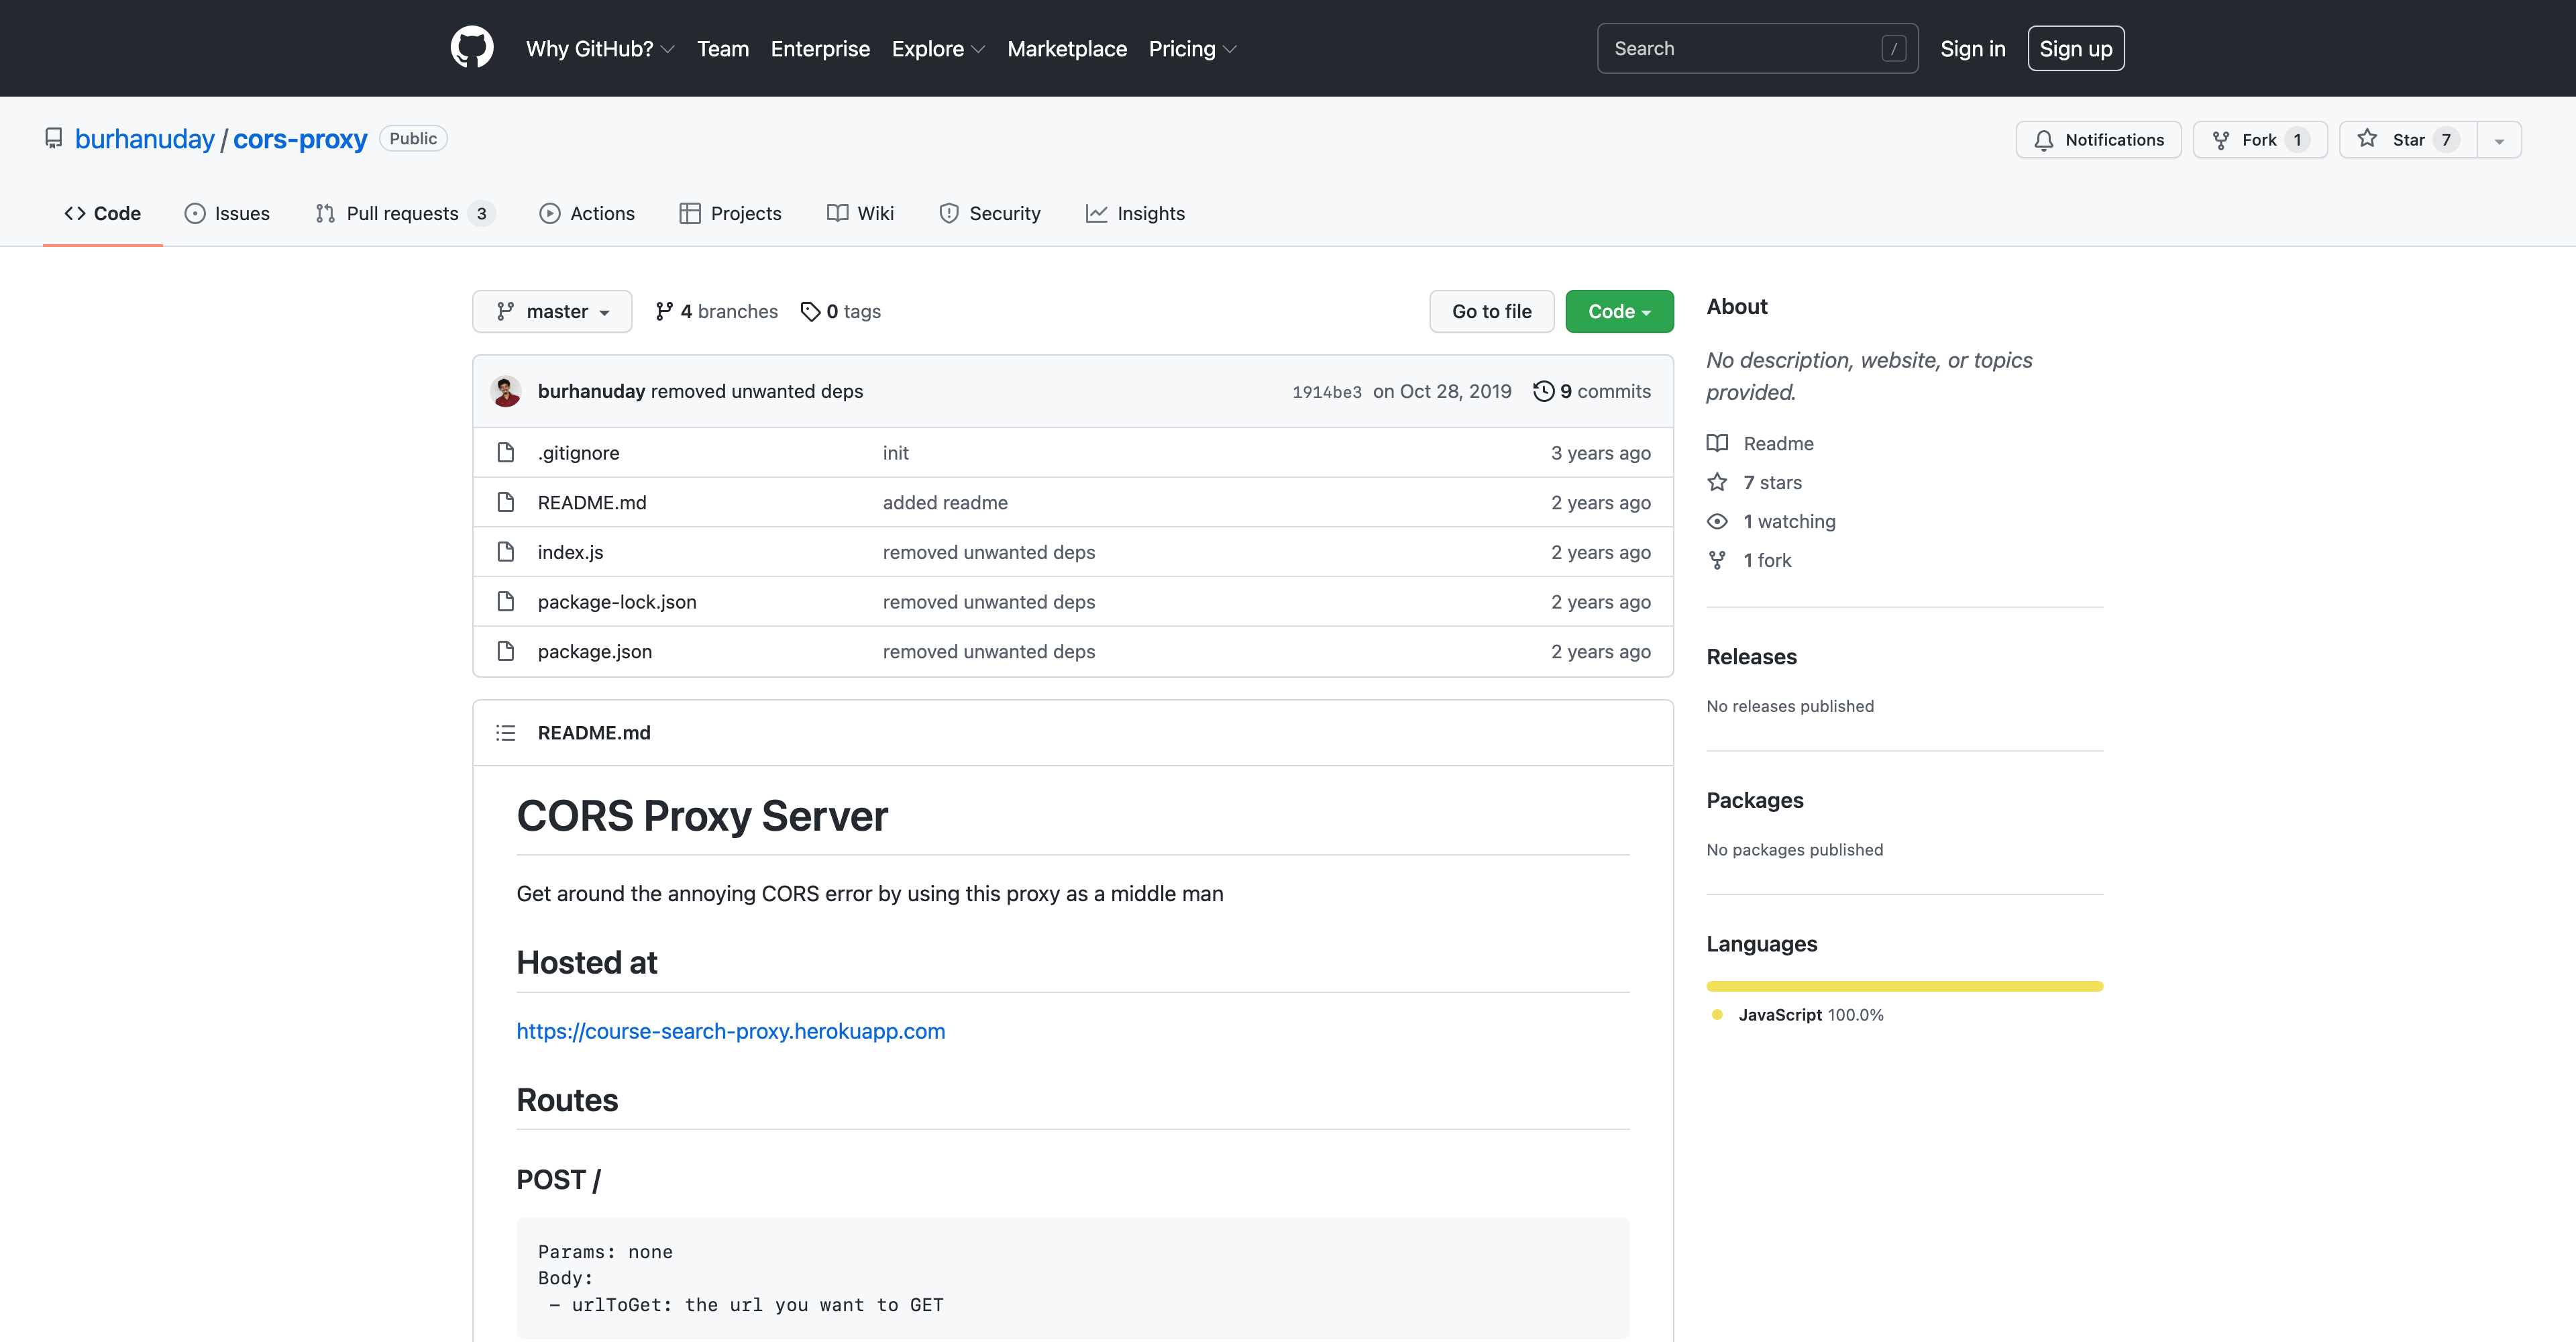 Why GitHub? Team Enterprise Explore Marketplace Pricing Search / Sign in Sign up
burhanuday / cors-proxy Public Notifications Fork 1 Star 7
Code Issues Pull requests 3 Actions Projects Wiki Security Insights
master 4 branches 0 tags Go to file Code
burhanuday removed unwanted deps 1914be3 on Oct 28, 2019 9 commits
.gitignore init 3 years ago
README.md added readme 2 years ago
index.js removed unwanted deps 2 years ago
package-lock.json removed unwanted deps 2 years ago
package.json removed unwanted deps 2 years ago
README.md
CORS Proxy Server
Get around the annoying CORS error by using this proxy as a middle man
Hosted at
https://course-search-proxy.herokuapp.com
Routes
POST /
Params: none
Body:
- urlToGet: the url you want to GET
About
No description, website, or topics
provided.
Readme
7 stars
1 watching
1 fork
Releases
No releases published
Packages
No packages published
Languages
JavaScript 100.0%